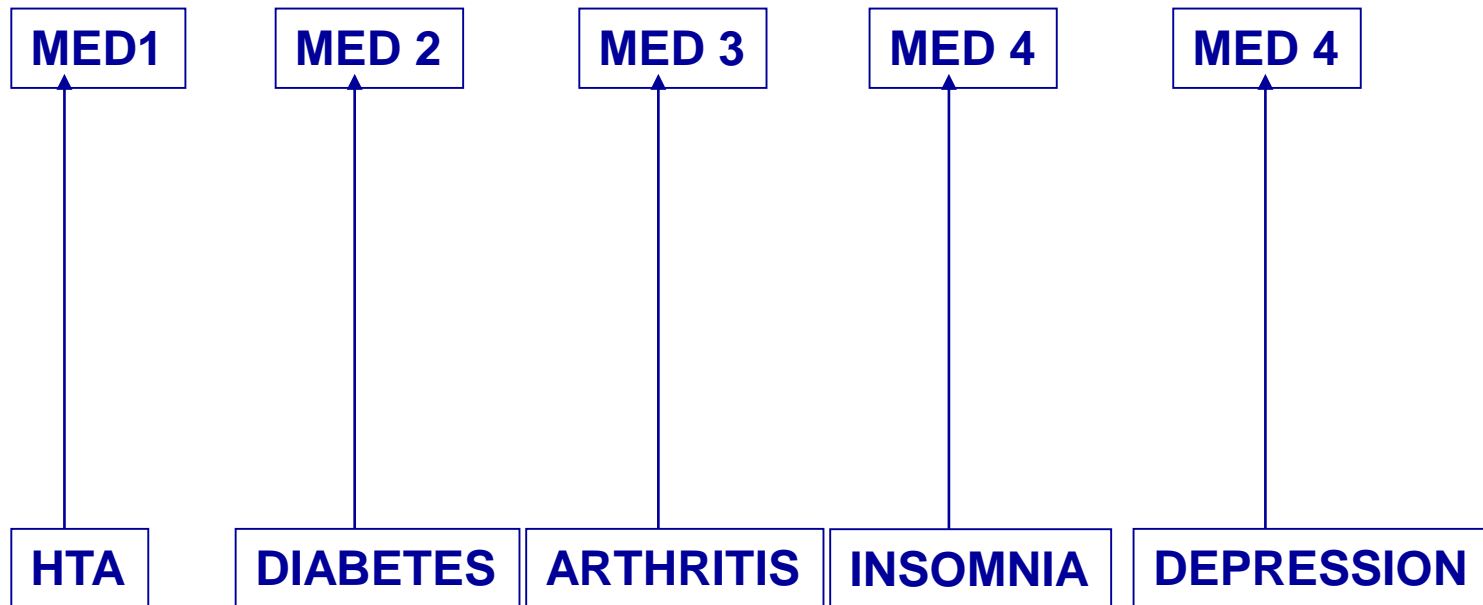 MED1 MED 2 MED 3 MED 4 MED 4
HTA DIABETES ARTHRITIS INSOMNIA DEPRESSION